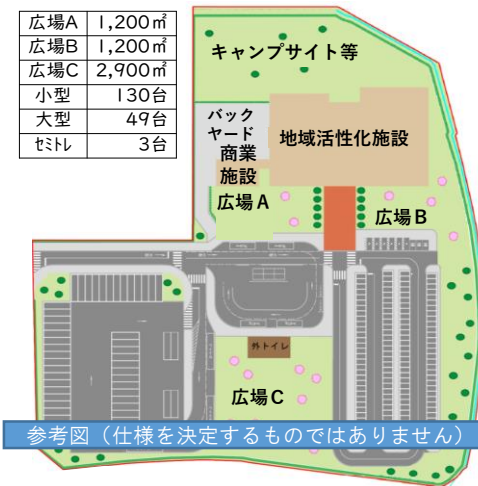 広場A 1,200㎡
広場B 1,200㎡
広場C 2,900㎡
小型 130台
大型 49台
ｾﾐﾄﾚ 3台
キャンプサイト等
バック
ヤード
商業
施設
地域活性化施設
広場A
広場B
外トイレ
広場C
参考図（仕様を決定するものではありません）